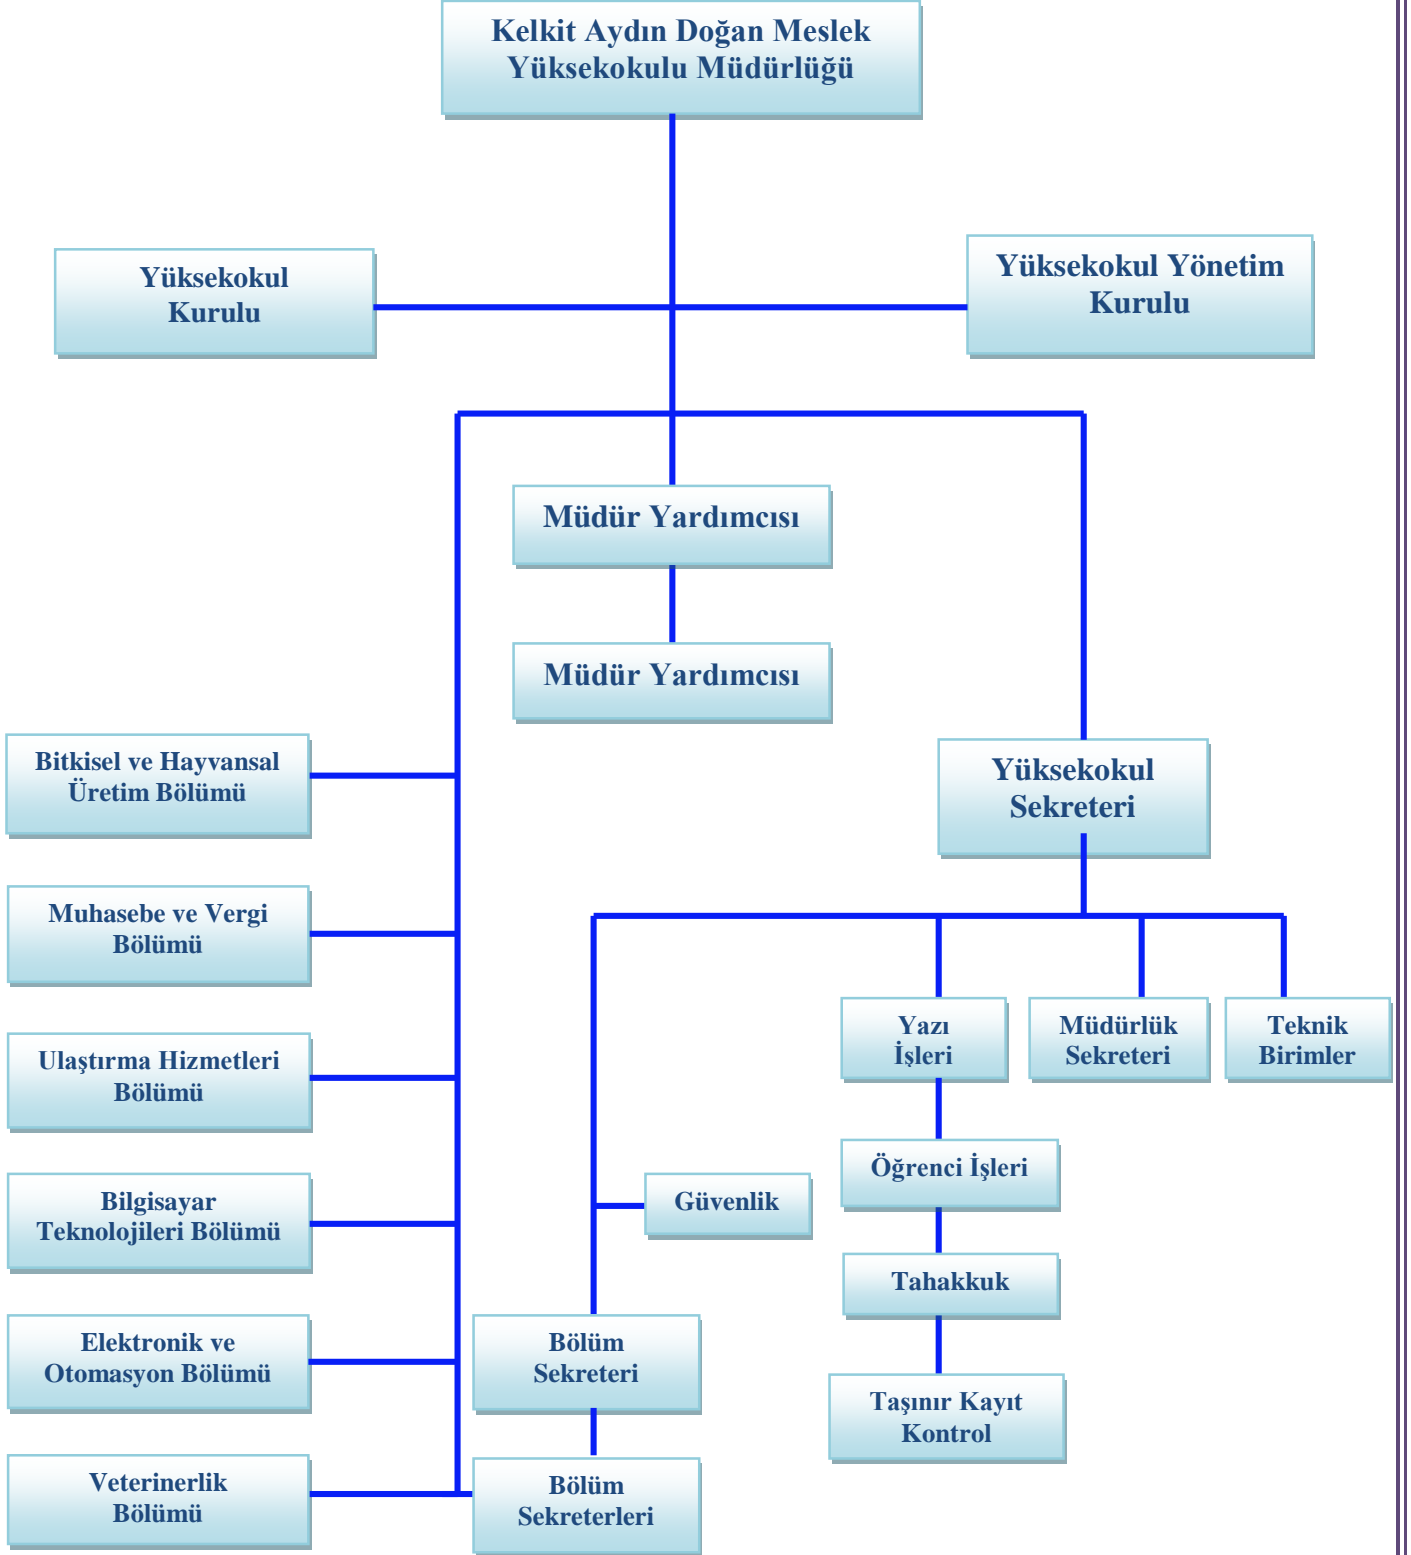 Kelkit Aydın Doğan Meslek
Yüksekokulu Müdürlüğü
Yüksekokul
Kurulu
Yüksekokul Yönetim
Kurulu
Müdür Yardımcısı
Müdür Yardımcısı
Bitkisel ve Hayvansal
Üretim Bölümü
Yüksekokul
Sekreteri
Muhasebe ve Vergi
Bölümü
Yazı
İşleri
Müdürlük
Sekreteri
Teknik
Birimler
Ulaştırma Hizmetleri
Bölümü
Öğrenci İşleri
Bilgisayar
Teknolojileri Bölümü
Güvenlik
Tahakkuk
Elektronik ve
Otomasyon Bölümü
Bölüm
Sekreteri
Taşınır Kayıt
Kontrol
Veterinerlik
Bölümü
Bölüm
Sekreterleri